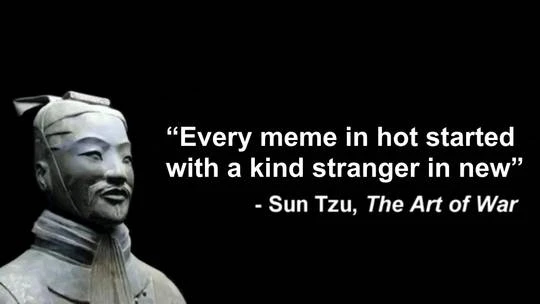 “Every meme in hot started
with a kind stranger in new”
- Sun Tzu, The Art of War